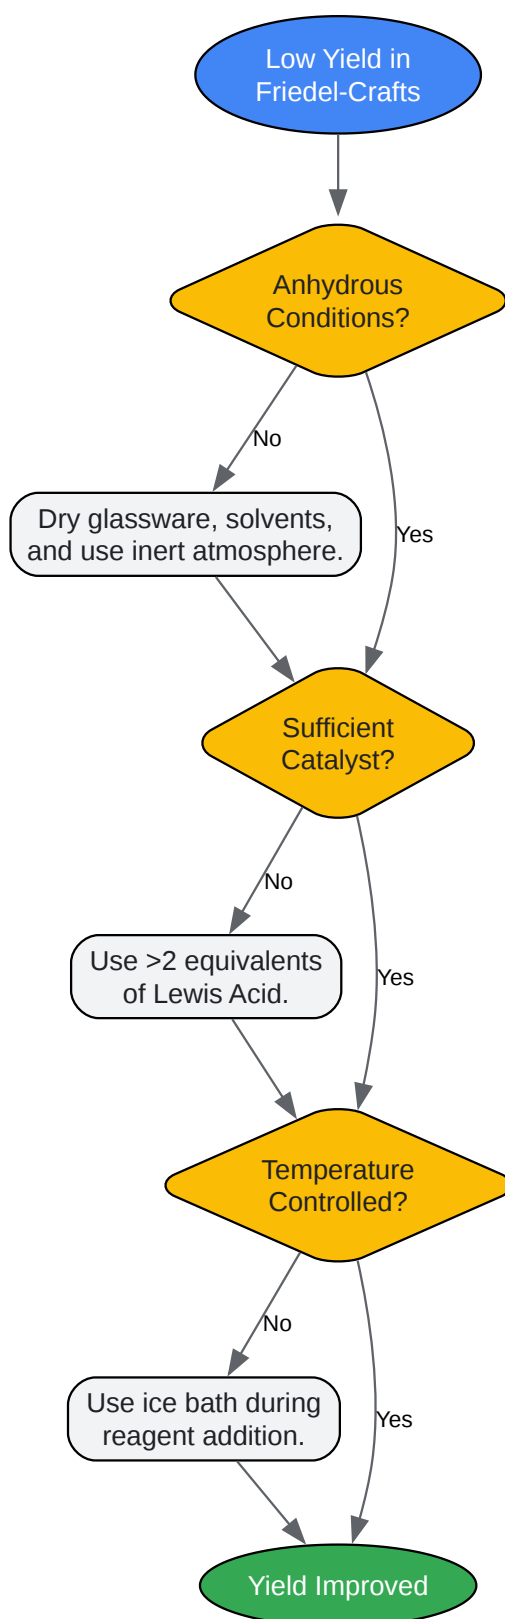 Low Yield in
Friedel-Crafts
Anhydrous
Conditions?
No
Yes
Dry glassware, solvents,
and use inert atmosphere.
Sufficient
Catalyst?
No
Yes
Use >2 equivalents
of Lewis Acid.
Temperature
Controlled?
No
Yes
Use ice bath during
reagent addition.
Yield Improved